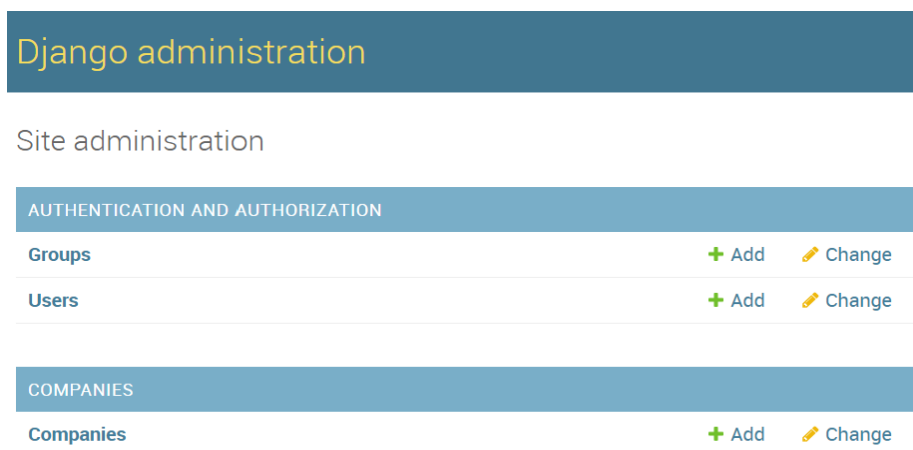 Django administration
Site administration
AUTHENTICATION AND AUTHORIZATION
Groups Add Change
Users Add Change
COMPANIES
Companies Add Change